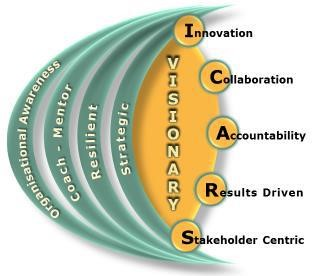 Organisational Awareness
Coach - Mentor
Resilient
Strategic
VISIONARY
Innovation
Collaboration
Accountability
Results Driven
Stakeholder Centric